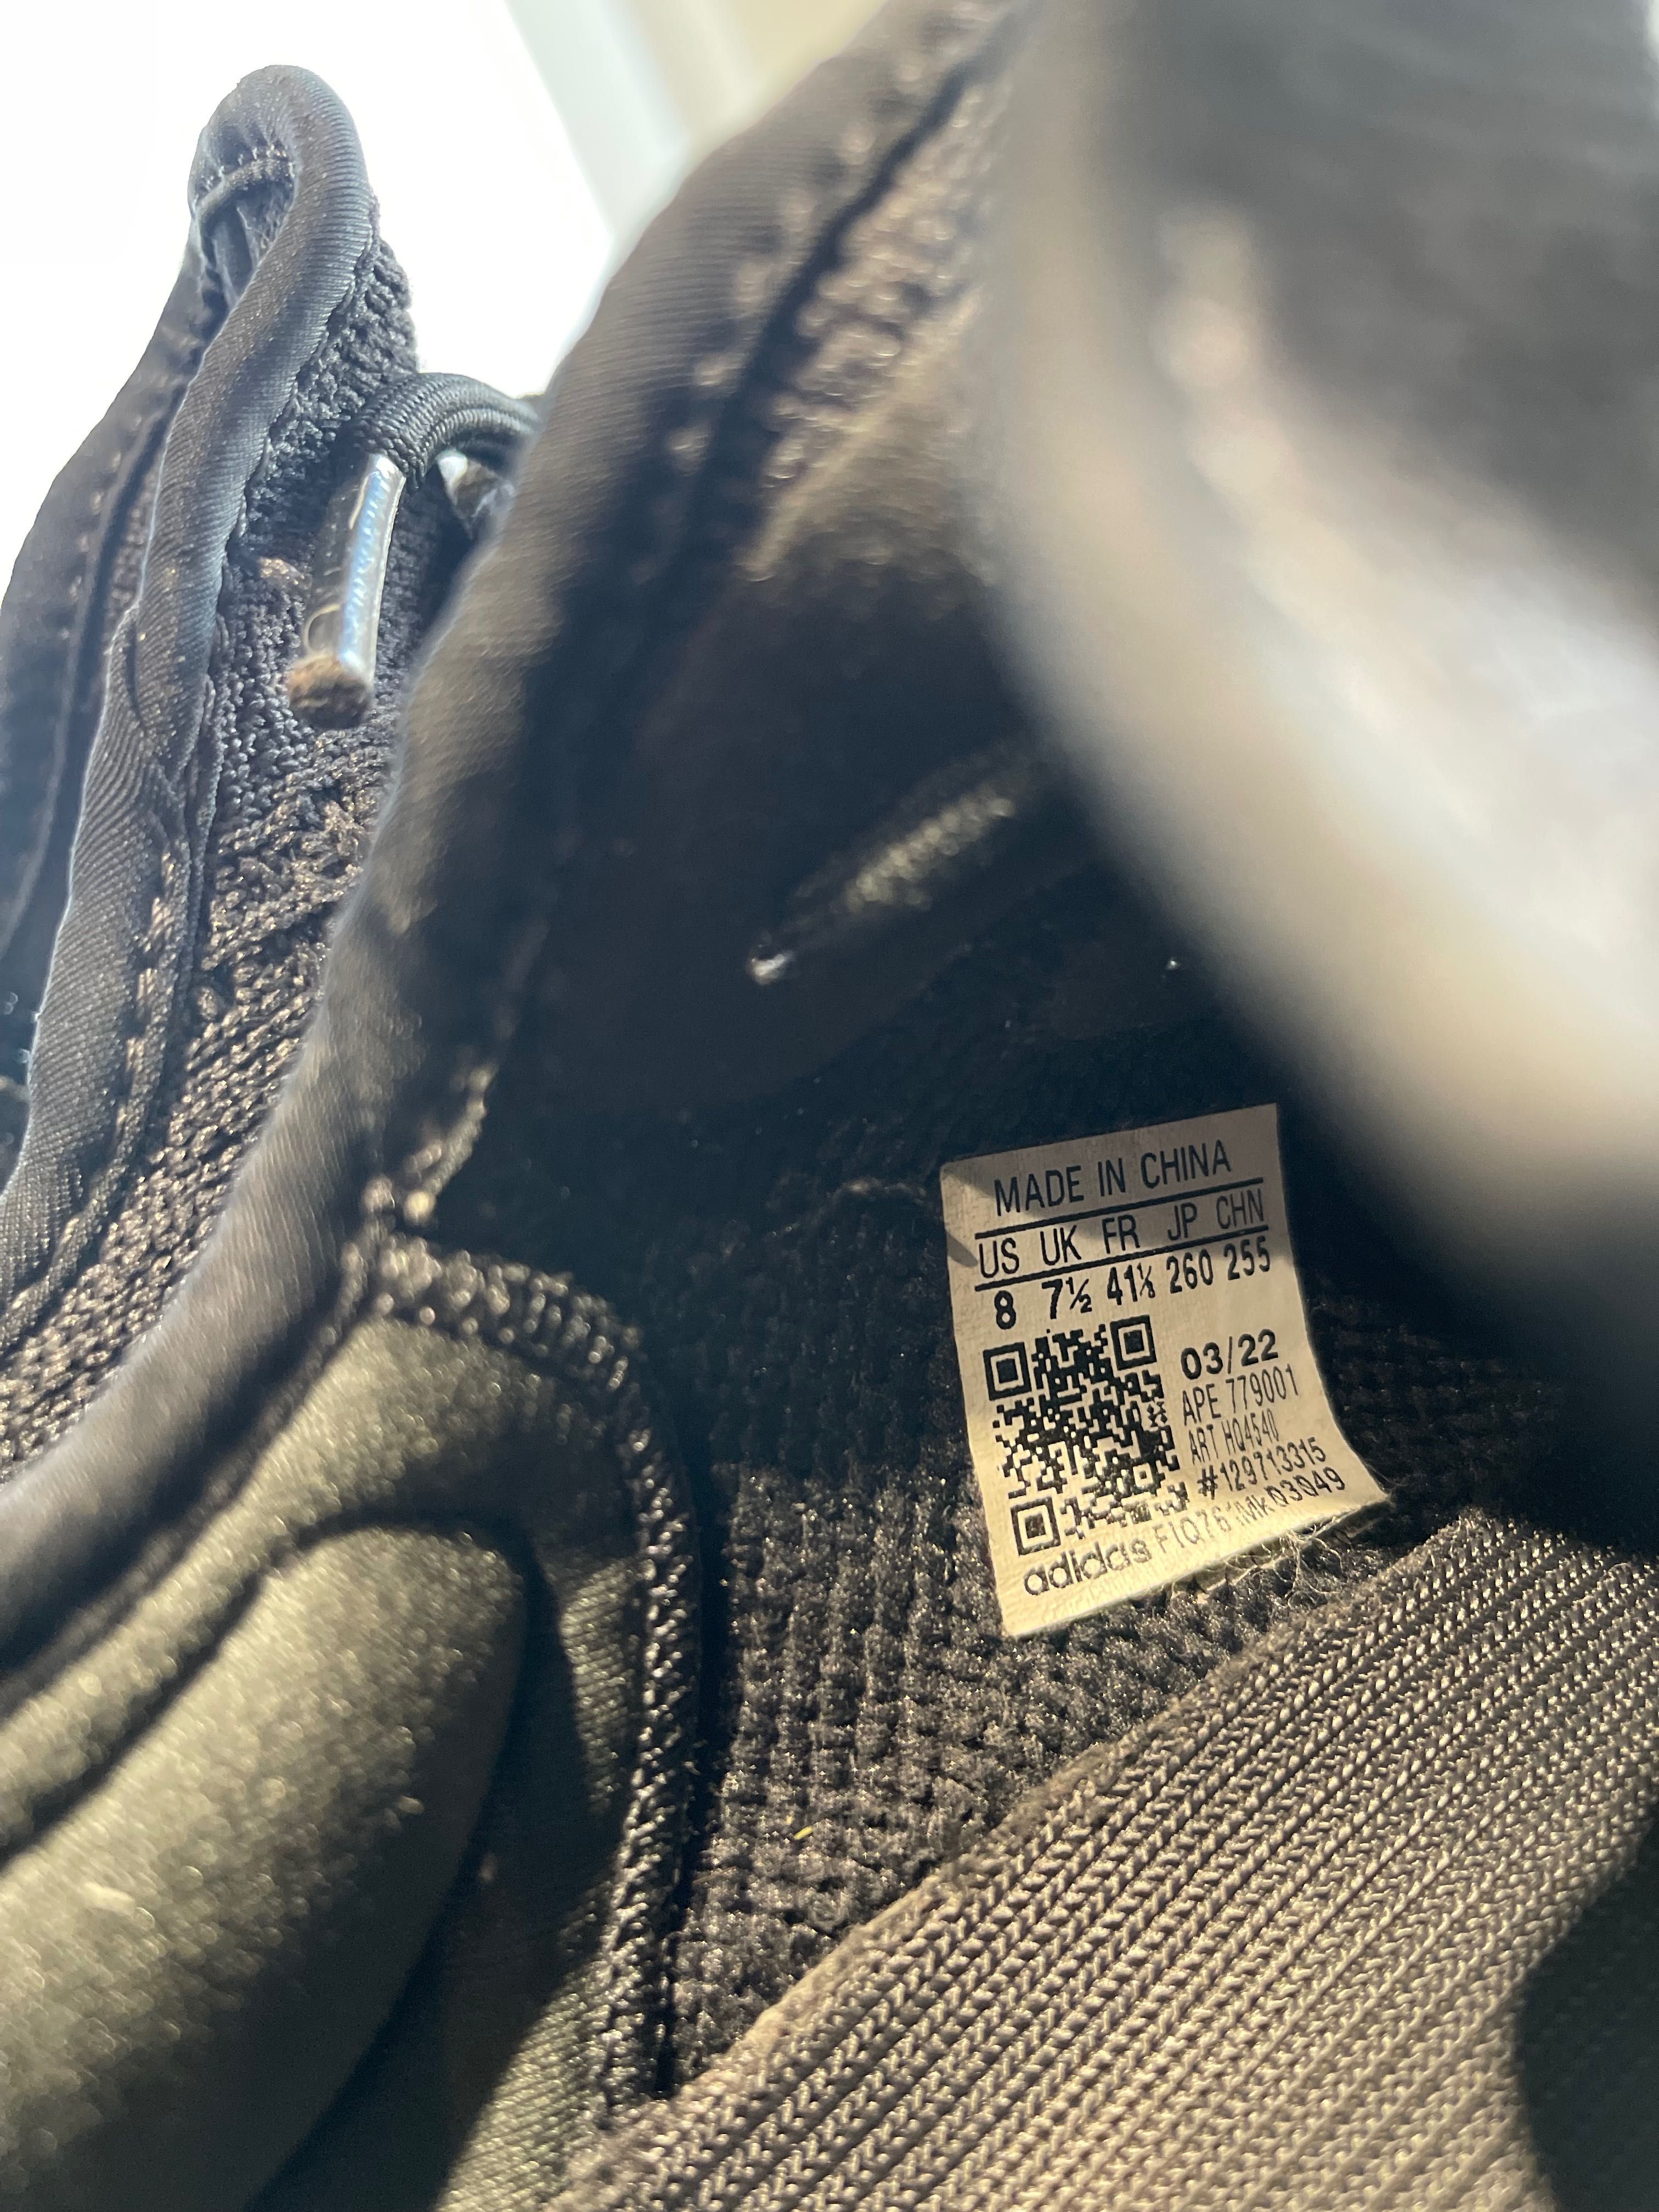 MADE IN CHINA
US UK FR JP CHN
8 7½ 41⅓ 260 255
03/22
APE 779001
ART HQ4540
#129713315
adidas